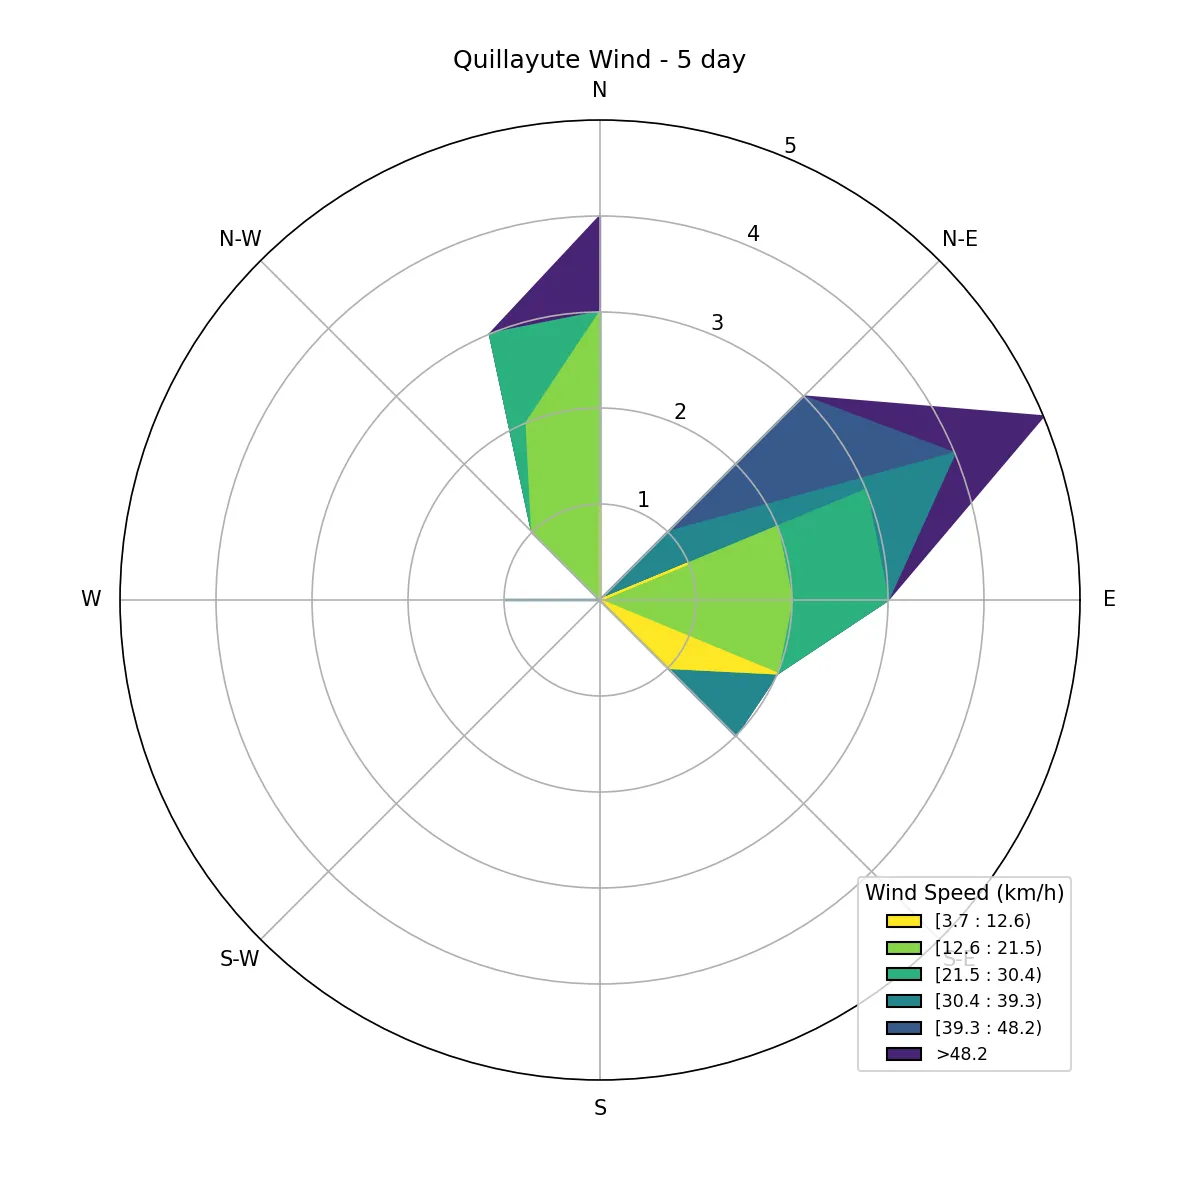 Quillayute Wind - 5 day
N
5
N-W
4
N-E
3
2
1
W
E
Wind Speed (km/h)
[3.7 : 12.6)
[12.6 : 21.5)
S-W
S-E
[21.5 : 30.4)
[30.4 : 39.3)
[39.3 : 48.2)
>48.2
S